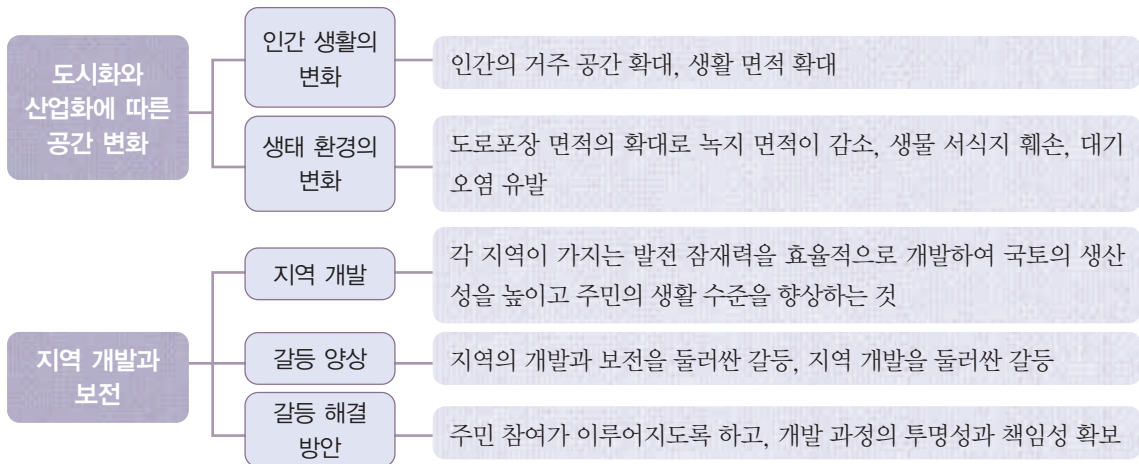 도시화와
산업화에 따른
공간 변화
인간 생활의
변화
인간의 거주 공간 확대, 생활 면적 확대
생태 환경의
변화
도로포장 면적의 확대로 녹지 면적이 감소, 생물 서식지 훼손, 대기
오염 유발
지역 개발과
보전
지역 개발
각 지역이 가지는 발전 잠재력을 효율적으로 개발하여 국토의 생산
성을 높이고 주민의 생활 수준을 향상하는 것
갈등 양상
지역의 개발과 보전을 둘러싼 갈등, 지역 개발을 둘러싼 갈등
갈등 해결
방안
주민 참여가 이루어지도록 하고, 개발 과정의 투명성과 책임성 확보